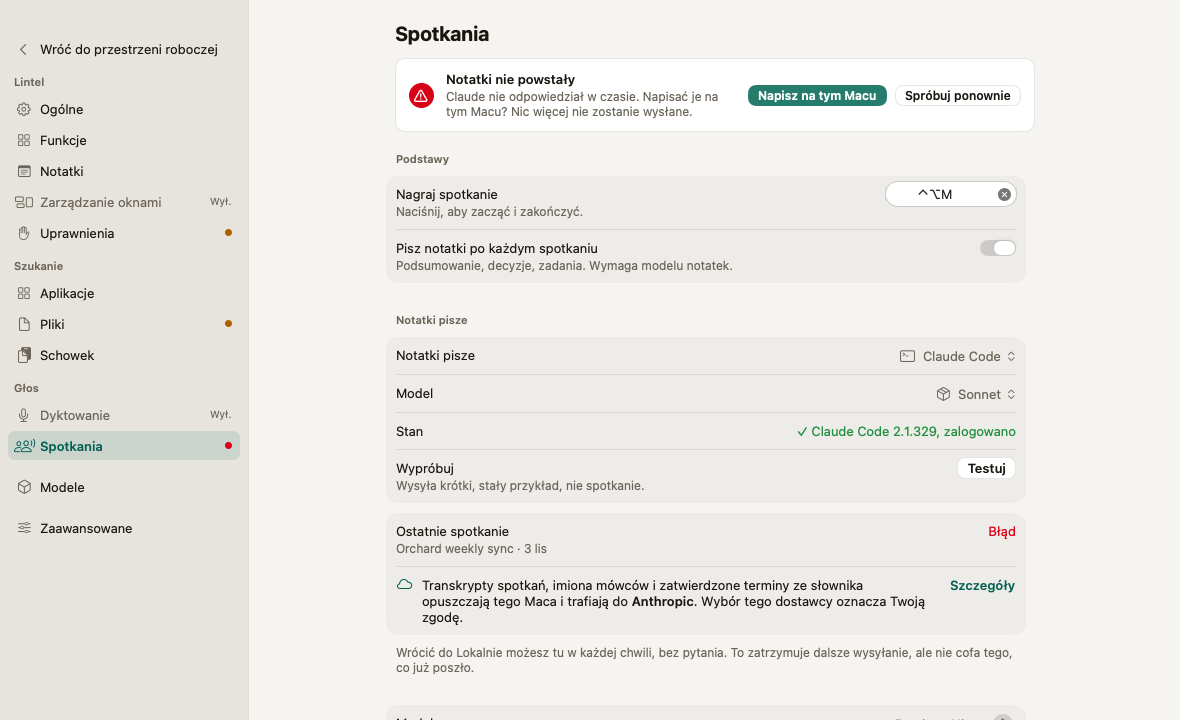 Wróć do przestrzeni roboczej
Lintel
Ogólne
Funkcje
Notatki
Zarządzanie oknami Wył.
Uprawnienia
Szukanie
Aplikacje
Pliki
Schowek
Głos
Dyktowanie Wył.
Spotkania
Modele
Zaawansowane
Spotkania
Notatki nie powstały
Claude nie odpowiedział w czasie. Napisać je na
tym Macu? Nic więcej nie zostanie wysłane.
Napisz na tym Macu
Spróbuj ponownie
Podstawy
Nagraj spotkanie
Naciśnij, aby zacząć i zakończyć.
⌃⌥M
Pisz notatki po każdym spotkaniu
Podsumowanie, decyzje, zadania. Wymaga modelu notatek.
Notatki pisze
Notatki pisze Claude Code
Model Sonnet
Stan ✓ Claude Code 2.1.329, zalogowano
Wypróbuj
Wysyła krótki, stały przykład, nie spotkanie.
Testuj
Ostatnie spotkanie
Orchard weekly sync · 3 lis
Błąd
Transkrypty spotkań, imiona mówców i zatwierdzone terminy ze słownika
opuszczają tego Maca i trafiają do Anthropic. Wybór tego dostawcy oznacza Twoją
zgodę.
Szczegóły
Wrócić do Lokalnie możesz tu w każdej chwili, bez pytania. To zatrzymuje dalsze wysyłanie, ale nie cofa tego,
co już poszło.